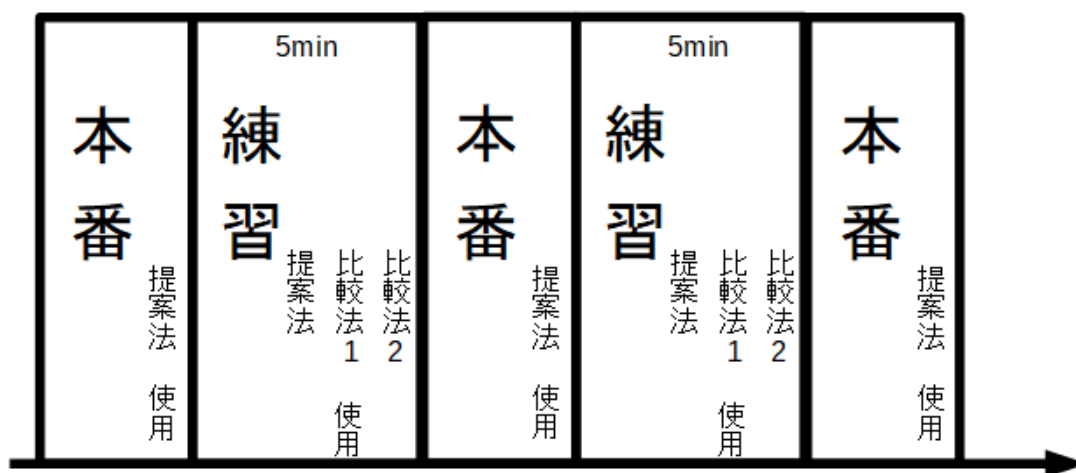 本番
提案法 使用
5min
練習
提案法
比較法1 使用
比較法2
本番
提案法 使用
5min
練習
提案法
比較法1 使用
比較法2
本番
提案法 使用